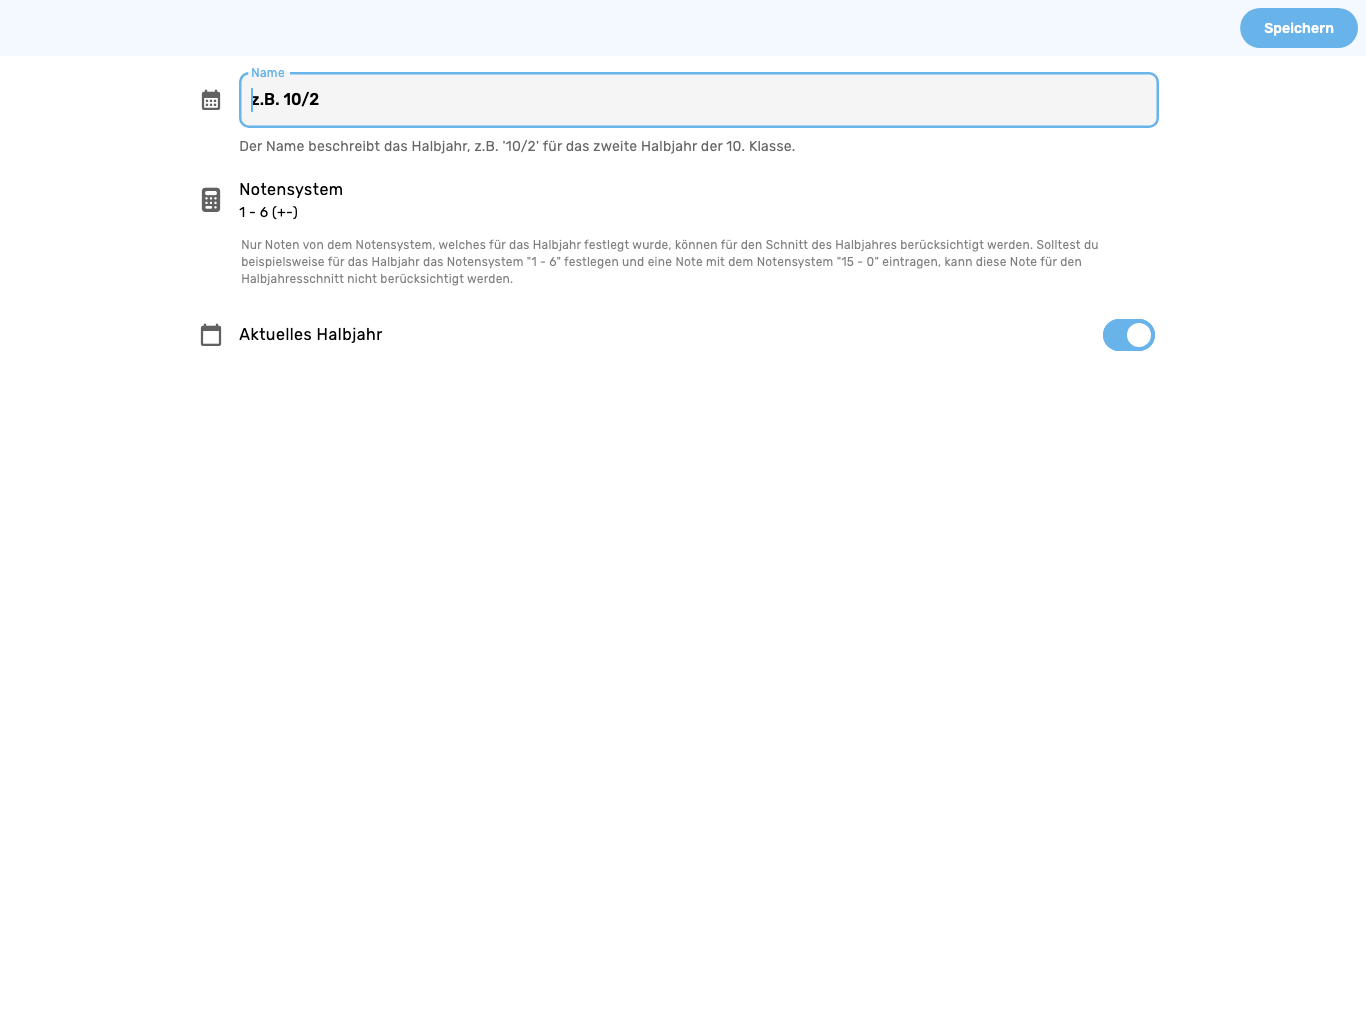 Speichern
Name
z.B. 10/2
Der Name beschreibt das Halbjahr, z.B. '10/2' für das zweite Halbjahr der 10. Klasse.
Notensystem
1 - 6 (+-)
Nur Noten von dem Notensystem, welches für das Halbjahr festlegt wurde, können für den Schnitt des Halbjahres berücksichtigt werden. Solltest du
beispielsweise für das Halbjahr das Notensystem "1 - 6" festlegen und eine Note mit dem Notensystem "15 - 0" eintragen, kann diese Note für den
Halbjahresschnitt nicht berücksichtigt werden.
Aktuelles Halbjahr